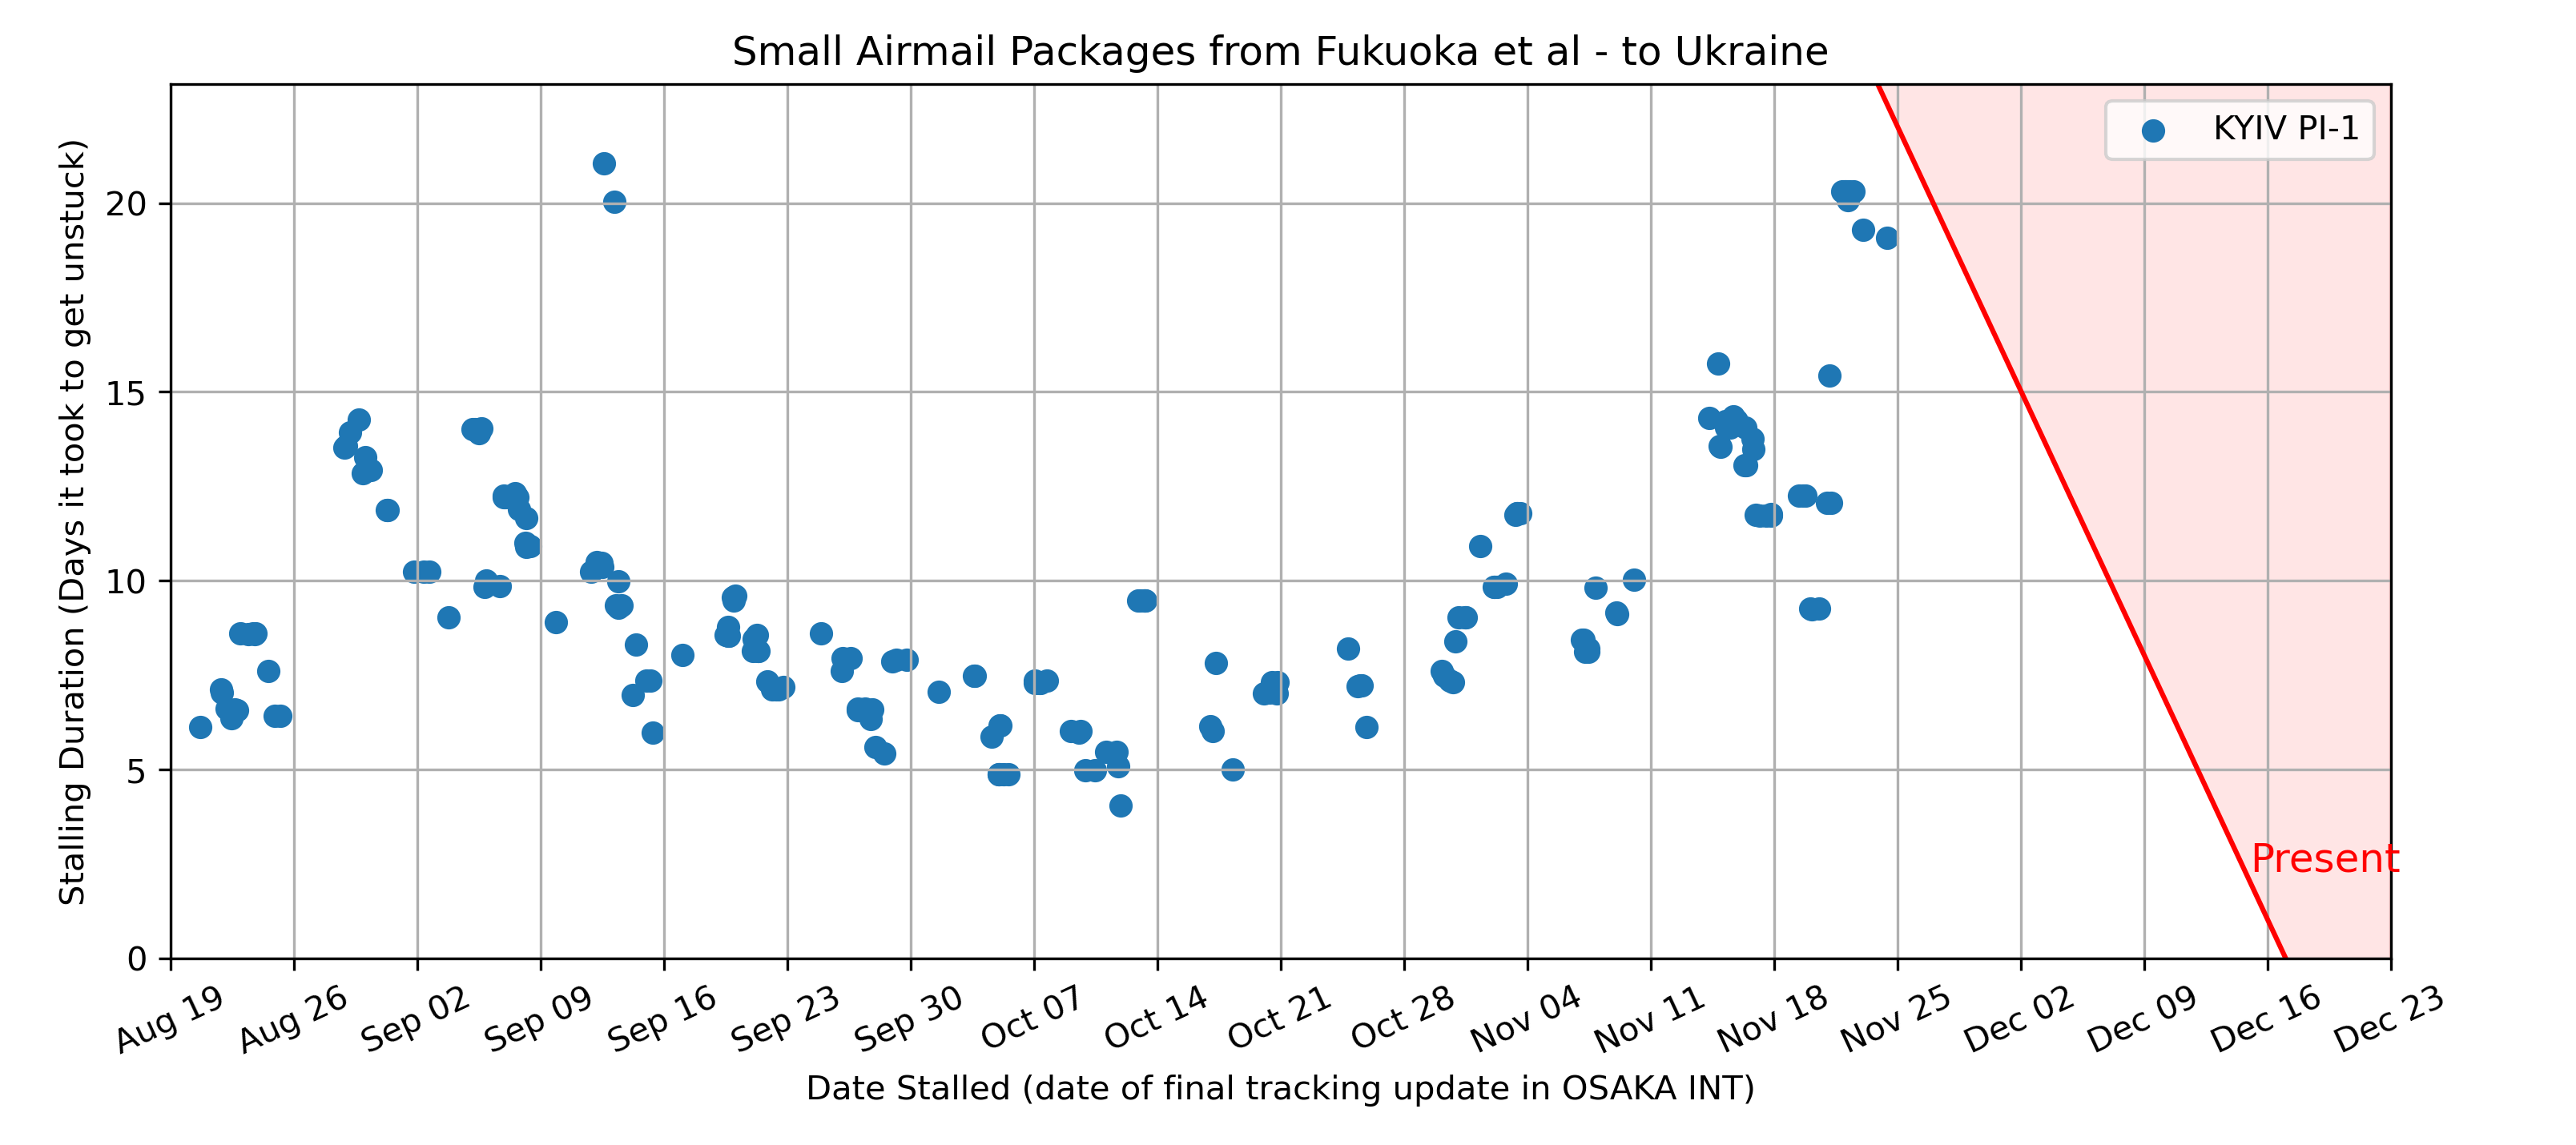 Small Airmail Packages from Fukuoka et al - to Ukraine
KYIV PI-1
Stalling Duration (Days it took to get unstuck)
20
15
10
5
0
Present
Aug 19
Aug 26
Sep 02
Sep 09
Sep 16
Sep 23
Sep 30
Oct 07
Oct 14
Oct 21
Oct 28
Nov 04
Nov 11
Nov 18
Nov 25
Dec 02
Dec 09
Dec 16
Dec 23
Date Stalled (date of final tracking update in OSAKA INT)